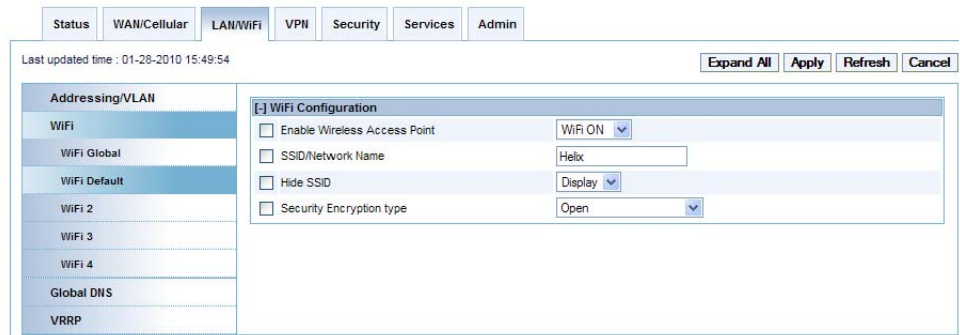 Status WAN/Cellular LAN/WiFi VPN Security Services Admin
Last updated time : 01-28-2010 15:49:54
Expand All Apply Refresh Cancel
Addressing/VLAN
WiFi
WiFi Global
WiFi Default
WiFi 2
WiFi 3
WiFi 4
Global DNS
VRRP
[-] WiFi Configuration
Enable Wireless Access Point WiFi ON
SSID/Network Name Helix
Hide SSID Display
Security Encryption type Open